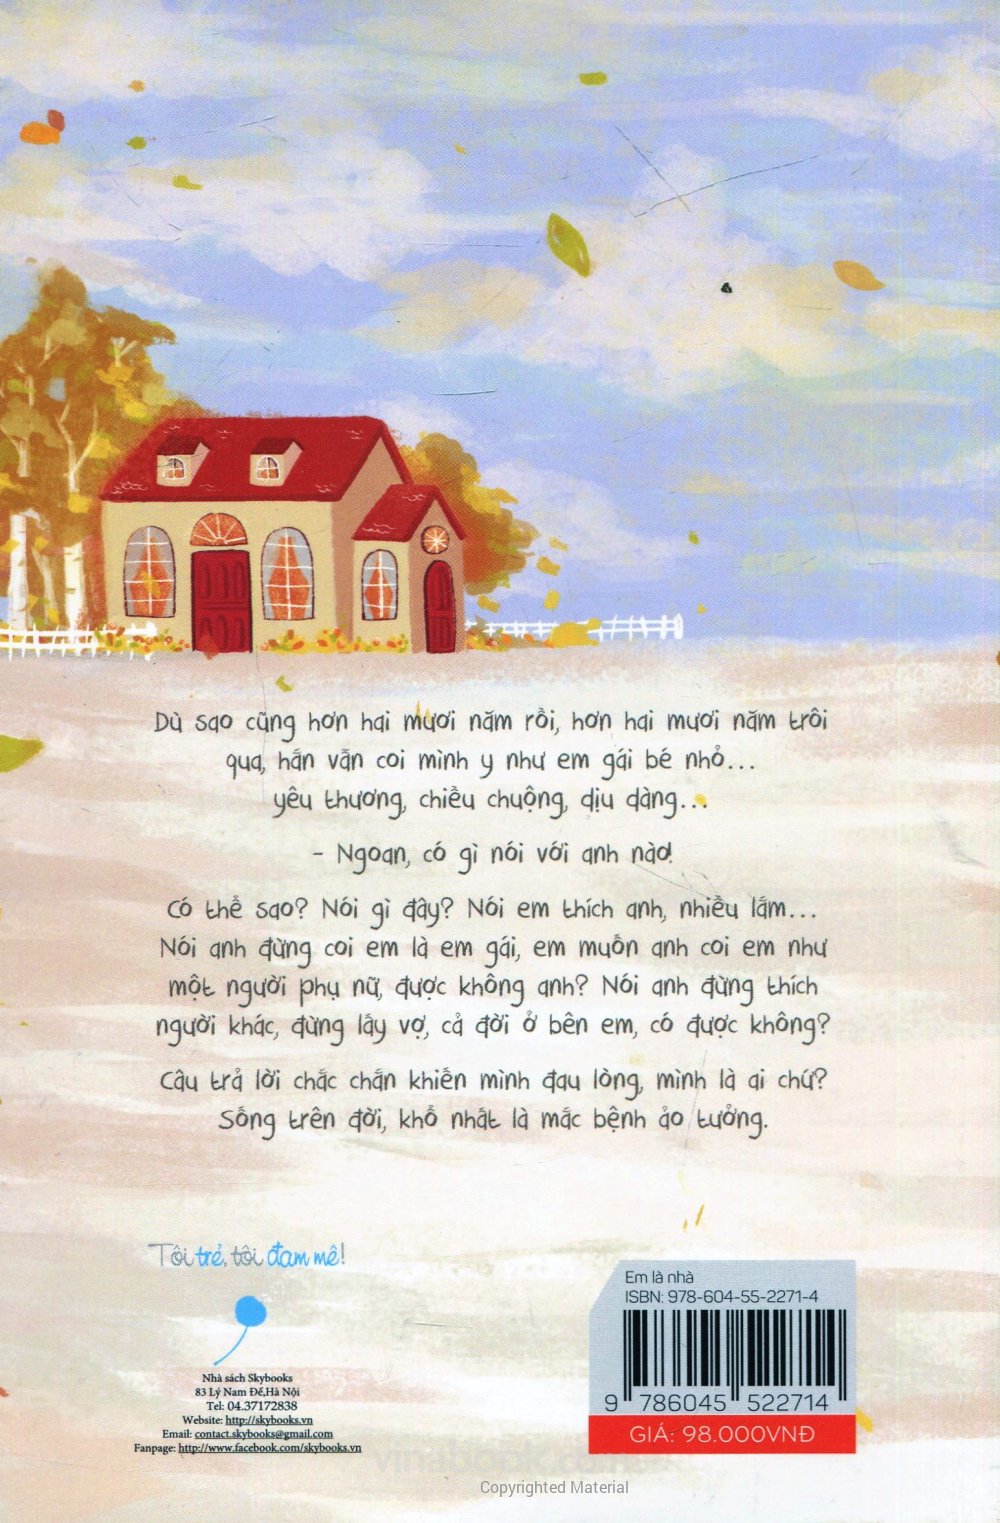 Dù sao cũng hơn hai mươi năm rồi, hơn hai mươi năm trôi
qua, hắn vẫn coi mình y như em gái bé nhỏ...
yêu thương, chiều chuộng, dịu dàng...
- Ngoan, có gì nói với anh nào!
Có thể sao? Nói gì đây? Nói em thích anh, nhiều lắm...
Nói anh đừng coi em là em gái, em muốn anh coi em như
một người phụ nữ, được không anh? Nói anh đừng thích
người khác, đừng lấy vợ, cả đời ở bên em, có được không?
Câu trả lời chắc chắn khiến mình đau lòng, mình là ai chứ?
Sống trên đời, khổ nhất là mắc bệnh ảo tưởng.
Tôi trẻ, tôi đam mê!
Nhà sách Skybooks
83 Lý Nam Đế,Hà Nội
Tel: 04.37172838
Website: http://skybooks.vn
Email: contact.skybooks@gmail.com
Fanpage: http://www.facebook.com/skybooks.vn
Em là nhà
ISBN: 978-604-55-2271-4
9 786045 522714
GIÁ: 98.000VNĐ
Copyrighted Material